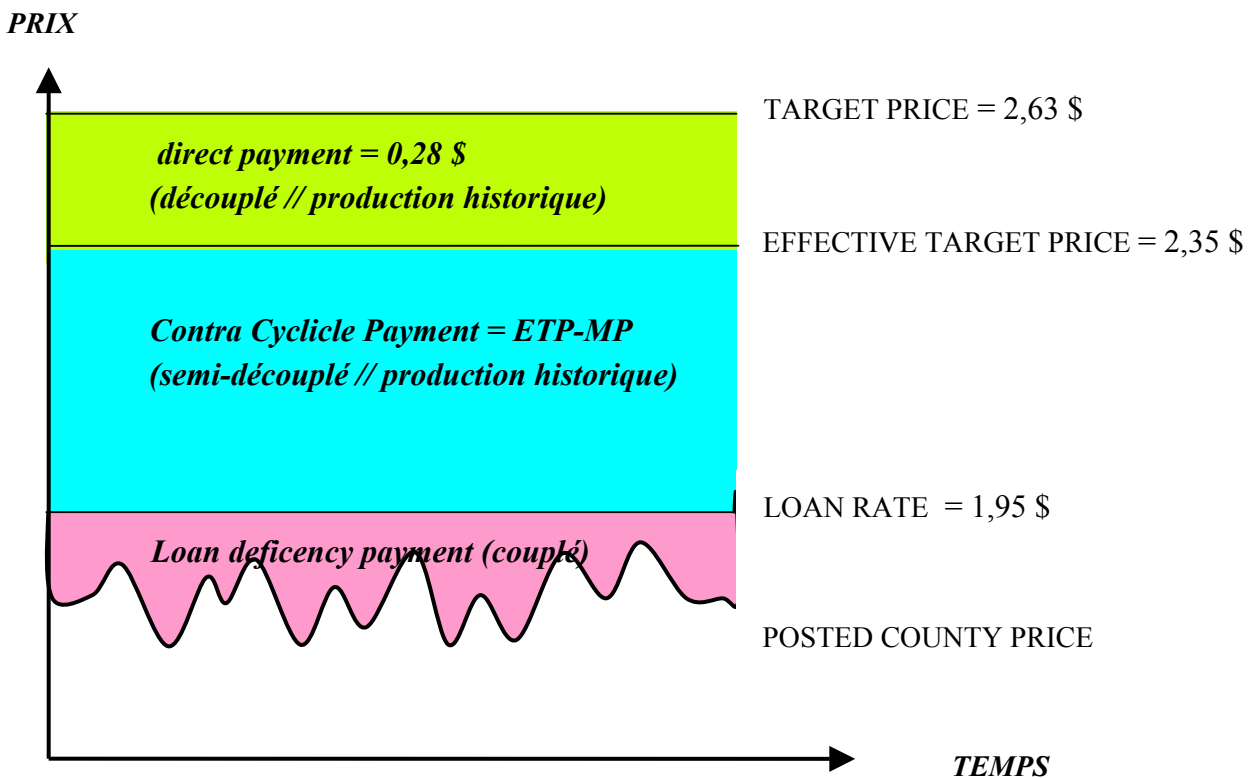 PRIX
TARGET PRICE = 2,63 $
direct payment = 0,28 $
(découplé // production historique)
EFFECTIVE TARGET PRICE = 2,35 $
Contra Cyclicle Payment = ETP-MP
(semi-découplé // production historique)
LOAN RATE = 1,95 $
Loan deficency payment (couplé)
POSTED COUNTY PRICE
TEMPS